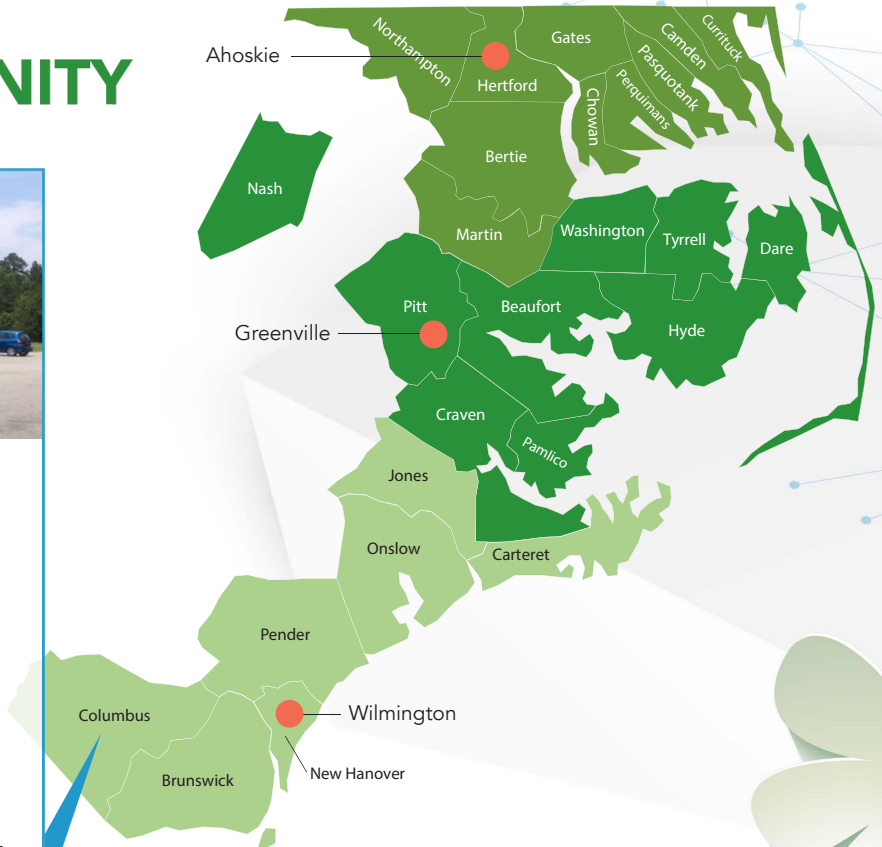 NITY
Ahoskie
Northampton
Hertford
Gates
Chowan
Perquimans
Pasquotank
Camden
Currituck
Bertie
Martin
Nash
Washington
Tyrrell
Dare
Pitt
Greenville
Beaufort
Hyde
Craven
Pamlico
Jones
Onslow
Carteret
Pender
Columbus
Wilmington
New Hanover
Brunswick